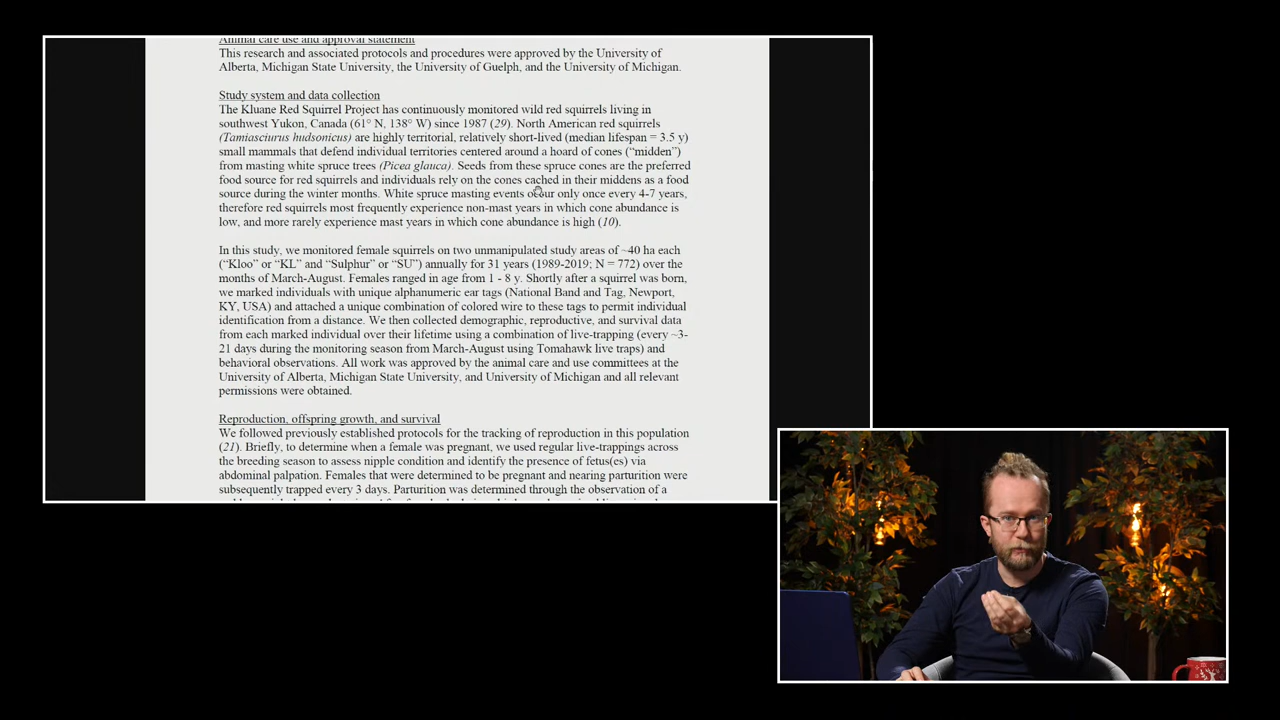 Animal care use and approval statement
This research and associated protocols and procedures were approved by the University of
Alberta, Michigan State University, the University of Guelph, and the University of Michigan.
Study system and data collection
The Kluane Red Squirrel Project has continuously monitored wild red squirrels living in
southwest Yukon, Canada (61° N, 138° W) since 1987 (29). North American red squirrels
(Tamiasciurus hudsonicus) are highly territorial, relatively short-lived (median lifespan = 3.5 y)
small mammals that defend individual territories centered around a hoard of cones (“midden”)
from masting white spruce trees (Picea glauca). Seeds from these spruce cones are the preferred
food source for red squirrels and individuals rely on the cones cached in their middens as a food
source during the winter months. White spruce masting events occur only once every 4-7 years,
therefore red squirrels most frequently experience non-mast years in which cone abundance is
low, and more rarely experience mast years in which cone abundance is high (10).
In this study, we monitored female squirrels on two unmanipulated study areas of ~40 ha each
(“Kloo” or “KL” and “Sulphur” or “SU”) annually for 31 years (1989-2019; N = 772) over the
months of March-August. Females ranged in age from 1 - 8 y. Shortly after a squirrel was born,
we marked individuals with unique alphanumeric ear tags (National Band and Tag, Newport,
KY, USA) and attached a unique combination of colored wire to these tags to permit individual
identification from a distance. We then collected demographic, reproductive, and survival data
from each marked individual over their lifetime using a combination of live-trapping (every ~3-
21 days during the monitoring season from March-August using Tomahawk live traps) and
behavioral observations. All work was approved by the animal care and use committees at the
University of Alberta, Michigan State University, and University of Michigan and all relevant
permissions were obtained.
Reproduction, offspring growth, and survival
We followed previously established protocols for the tracking of reproduction in this population
(21). Briefly, to determine when a female was pregnant, we used regular live-trappings across
the breeding season to assess nipple condition and identify the presence of fetus(es) via
abdominal palpation. Females that were determined to be pregnant and nearing parturition were
subsequently trapped every 3 days. Parturition was determined through the observation of a